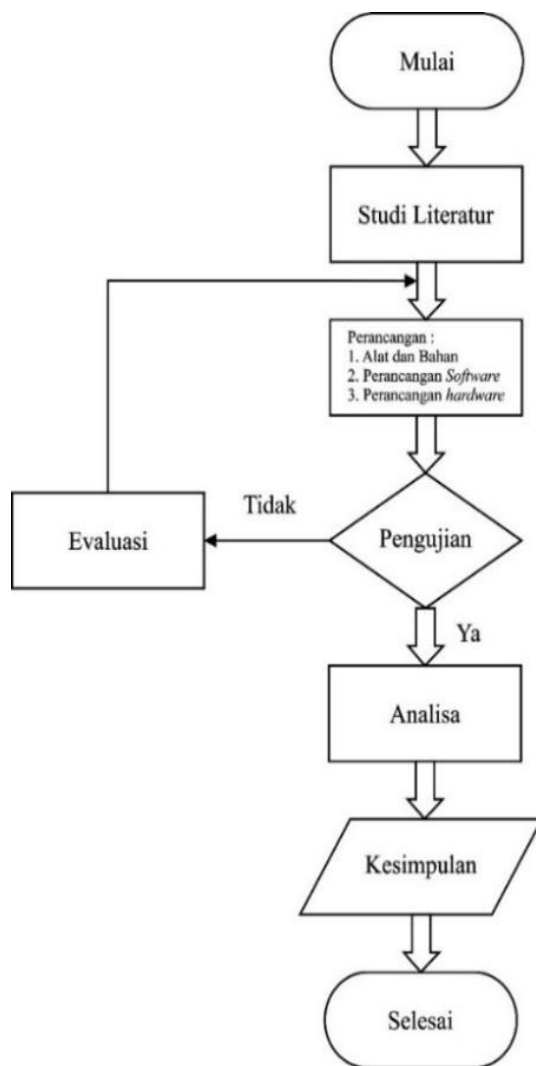 Mulai
Studi Literatur
Perancangan :
1. Alat dan Bahan
2. Perancangan Software
3. Perancangan hardware
Tidak
Evaluasi
Pengujian
Ya
Analisa
Kesimpulan
Selesai